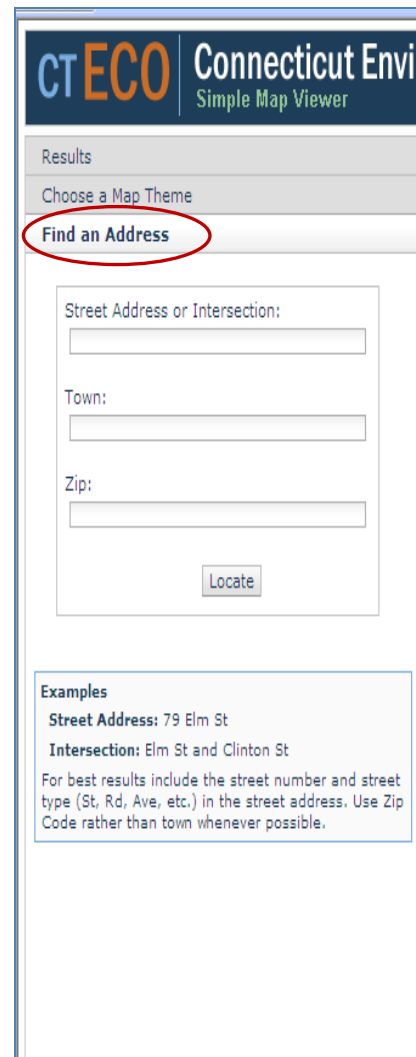 CT ECO Connecticut Envi
Simple Map Viewer
Results
Choose a Map Theme
Find an Address
Street Address or Intersection:
Town:
Zip:
Locate
Examples
Street Address: 79 Elm St
Intersection: Elm St and Clinton St
For best results include the street number and street
type (St, Rd, Ave, etc.) in the street address. Use Zip
Code rather than town whenever possible.